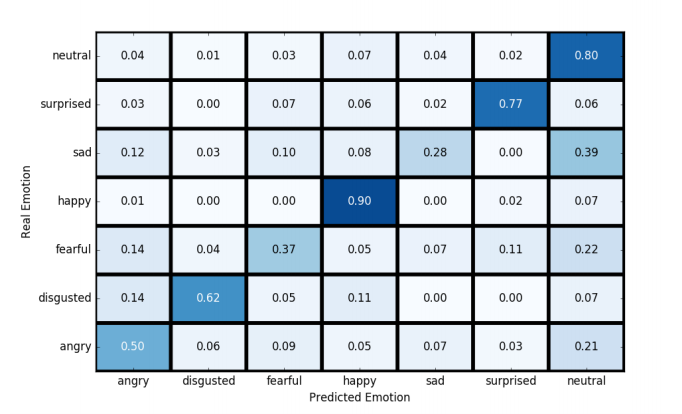 neutral 0.04 0.01 0.03 0.07 0.04 0.02 0.80
surprised 0.03 0.00 0.07 0.06 0.02 0.77 0.06
sad 0.12 0.03 0.10 0.08 0.28 0.00 0.39
happy 0.01 0.00 0.00 0.90 0.00 0.02 0.07
fearful 0.14 0.04 0.37 0.05 0.07 0.11 0.22
disgusted 0.14 0.62 0.05 0.11 0.00 0.00 0.07
angry 0.50 0.06 0.09 0.05 0.07 0.03 0.21
angry disgusted fearful happy sad surprised neutral
Predicted Emotion
Real Emotion